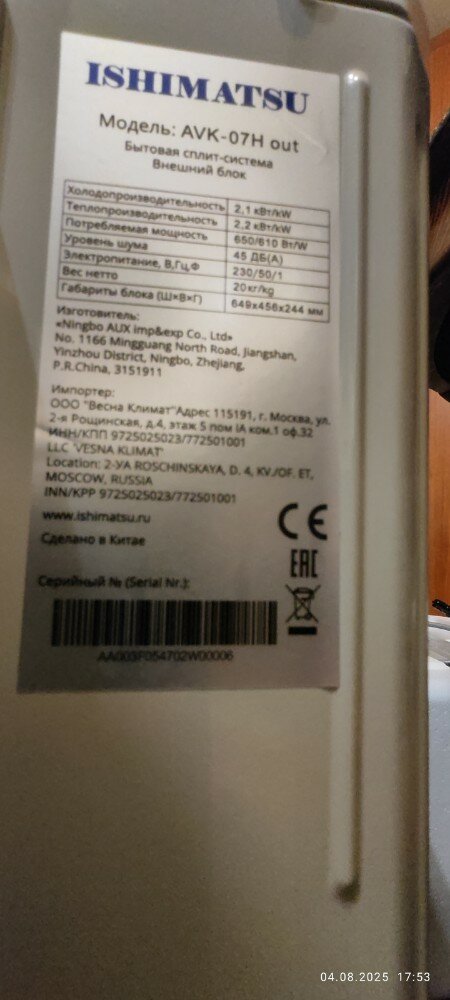 ISHIMATSU
Модель: AVK-07H out
Бытовая сплит-система
Внешний блок
Холодопроизводительность 2,1 кВт/kW
Теплопроизводительность 2,2 кВт/kW
Потребляемая мощность 650/610 Вт/W
Уровень шума 45 ДБ(А)
Электропитание, В,Гц,Ф 230/50/1
Вес нетто 20кг/kg
Габариты блока (Ш×В×Г) 649x456x244 мм
Изготовитель:
«Ningbo AUX imp&exp Co., Ltd»
No. 1166 Mingguang North Road, Jiangshan,
Yinzhou District, Ningbo, Zhejiang,
P.R.China, 3151911
Импортер:
ООО "Весна Климат"Адрес 115191, г. Москва, ул.
2-я Рощинская, д.4, этаж 5 пом IA ком.1 оф.32
ИНН/КПП 9725025023/772501001
LLC 'VESNA KLIMAT'
Location: 2-YA ROSCHINSKAYA, D. 4, KV./OF. ET,
MOSCOW, RUSSIA
INN/KPP 9725025023/772501001
www.ishimatsu.ru
Сделано в Китае
CE
EAC
Серийный № (Serial Nr.):
AA003F054702W00006
04.08.2025 17:53